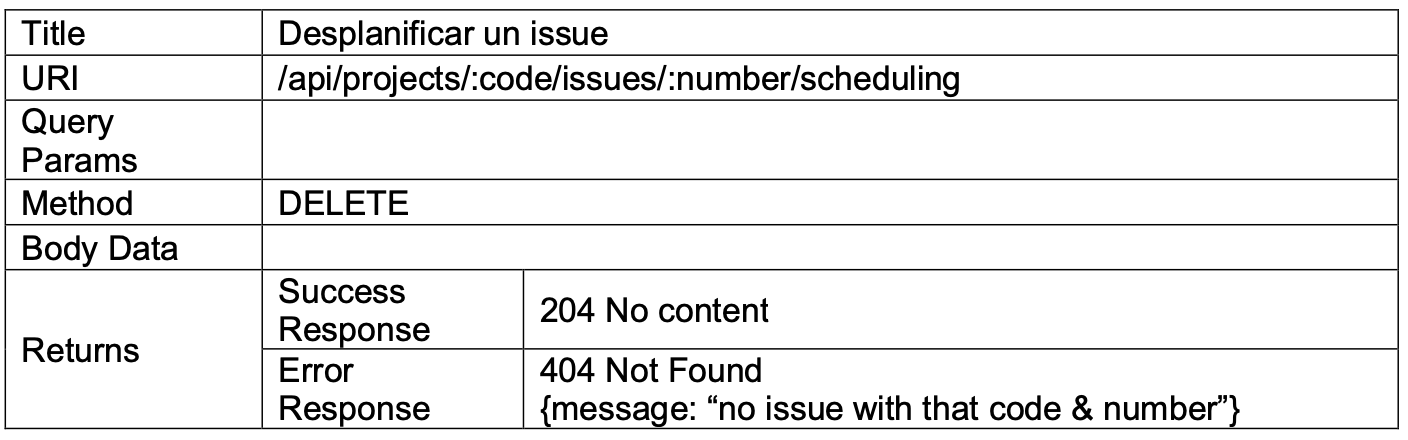 Title
Desplanificar un issue
URI
/api/projects/:code/issues/:number/scheduling
Query
Params
Method
DELETE
Body Data
Returns
Success
Response
204 No content
Error
Response
404 Not Found
{message: “no issue with that code & number”}